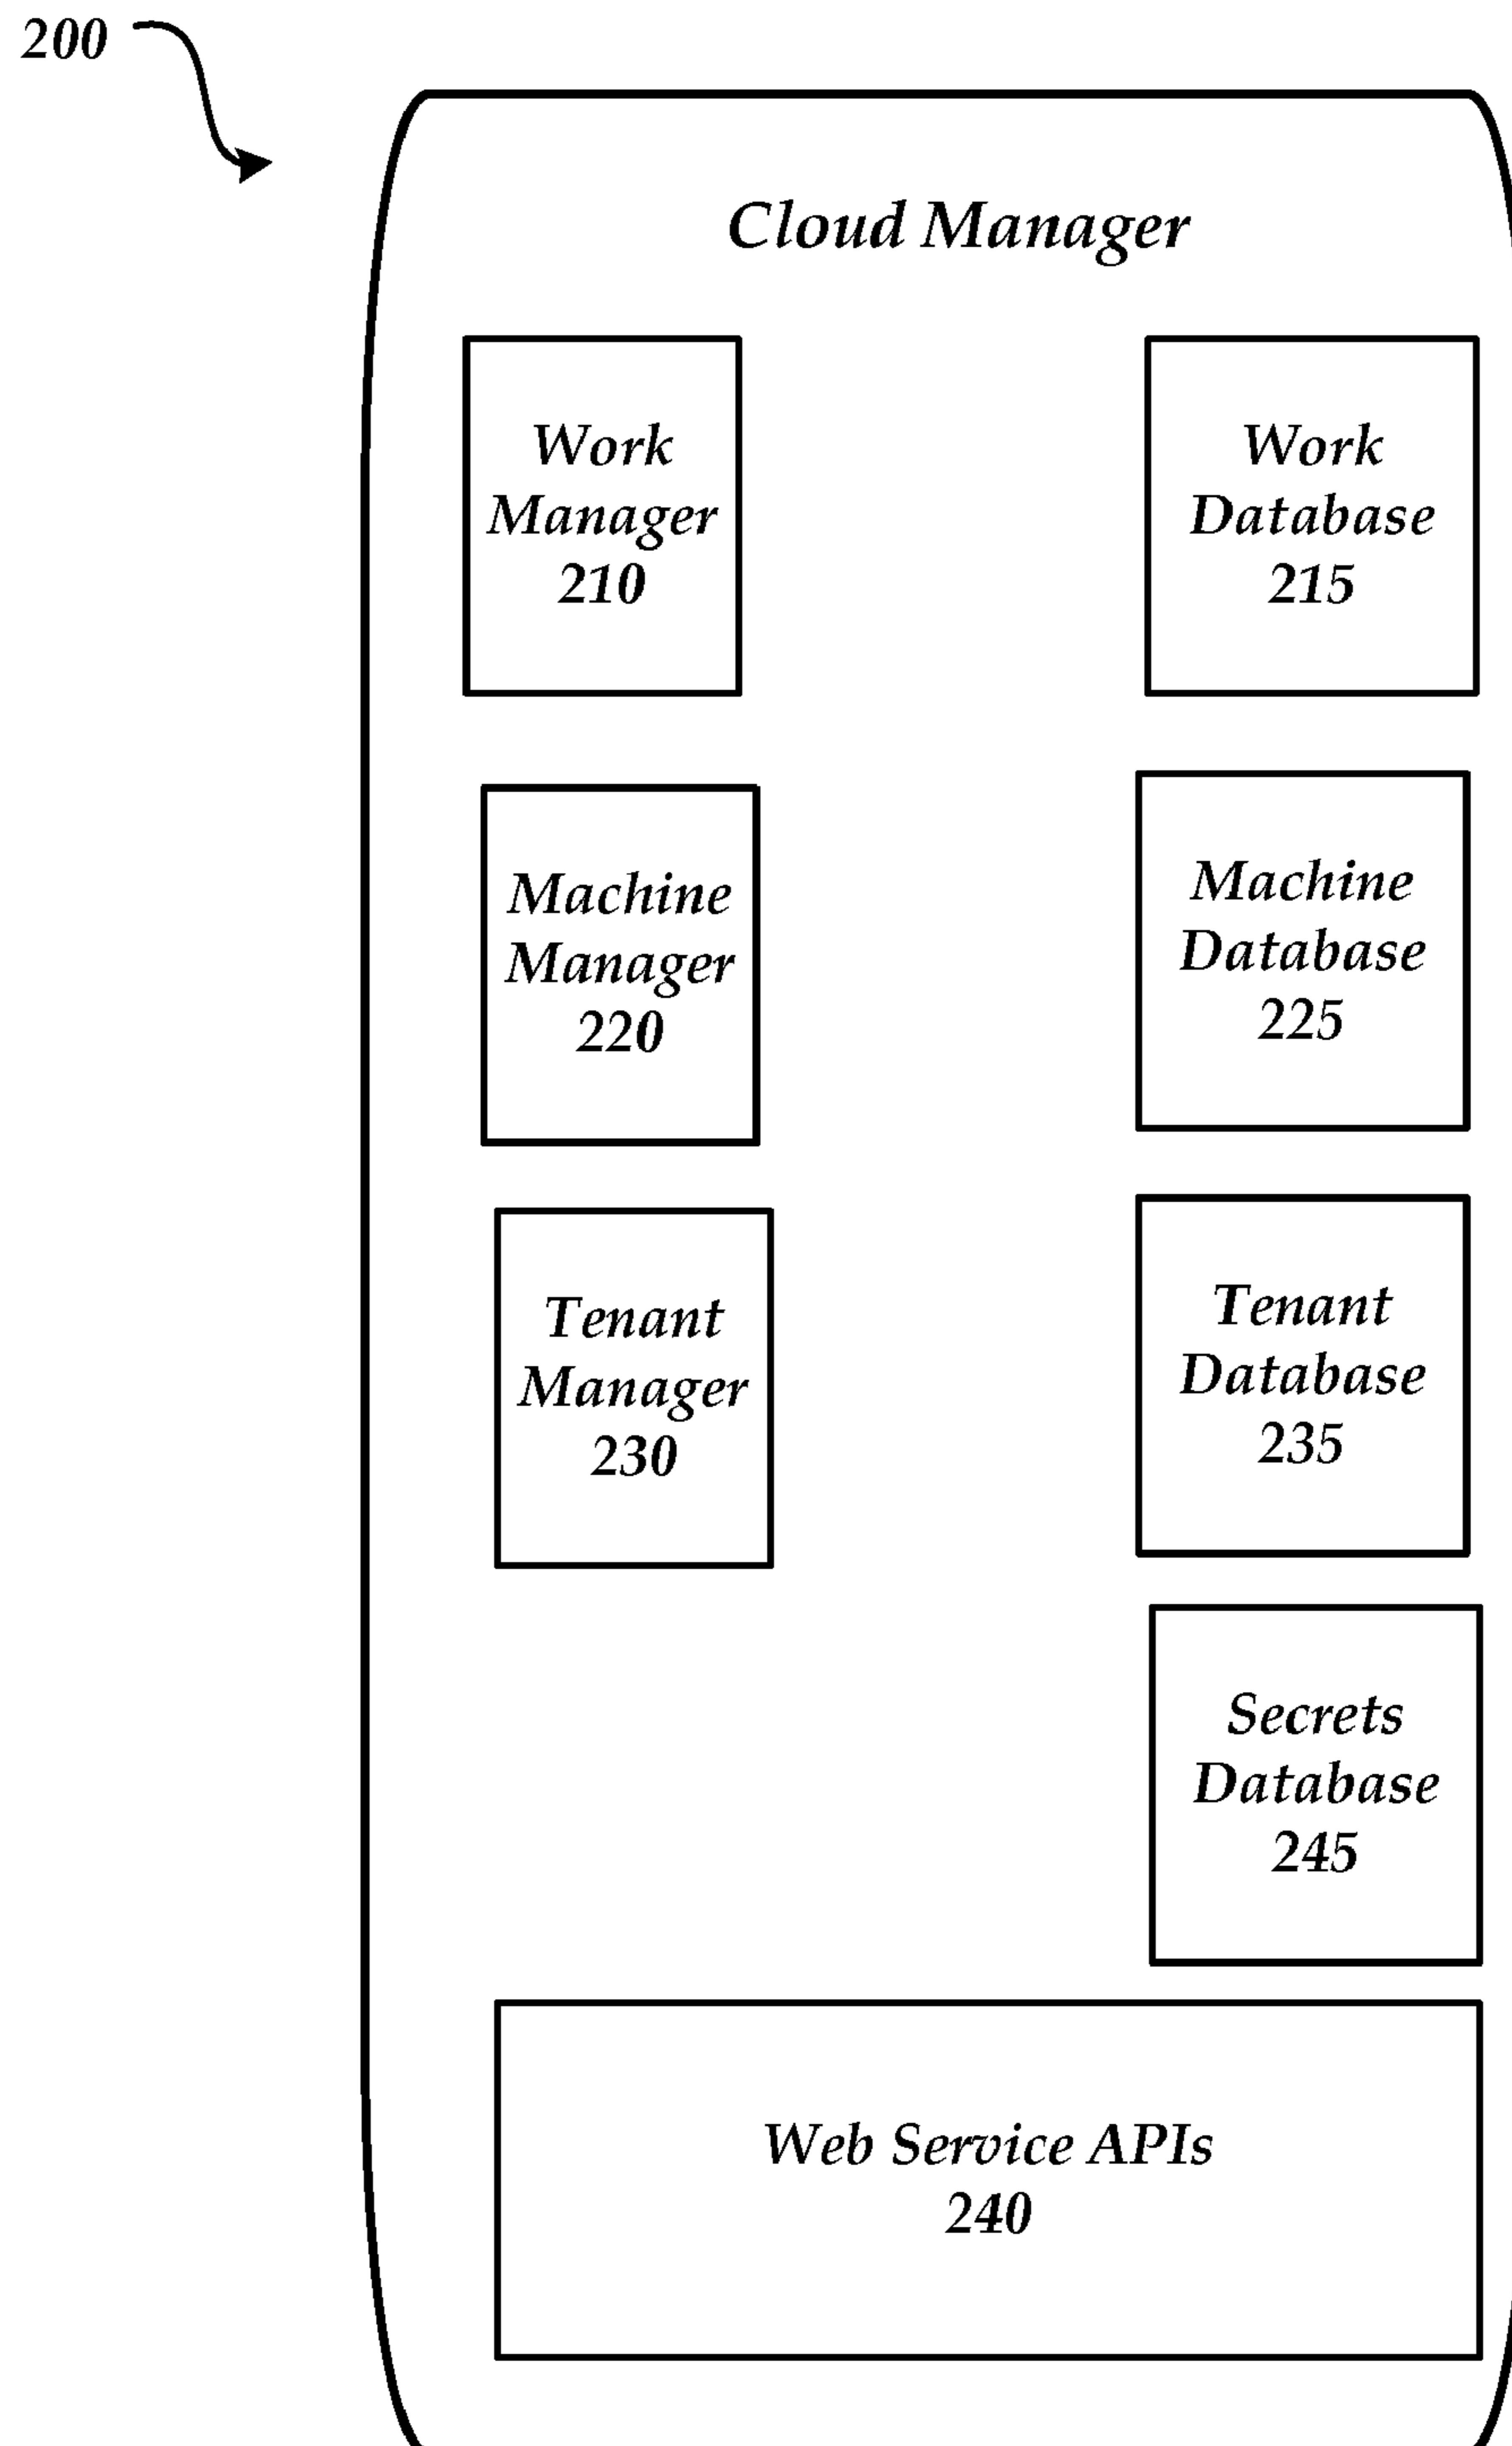 200
Cloud Manager
Work
Manager
210
Work
Database
215
Machine
Manager
220
Machine
Database
225
Tenant
Manager
230
Tenant
Database
235
Secrets
Database
245
Web Service APIs
240